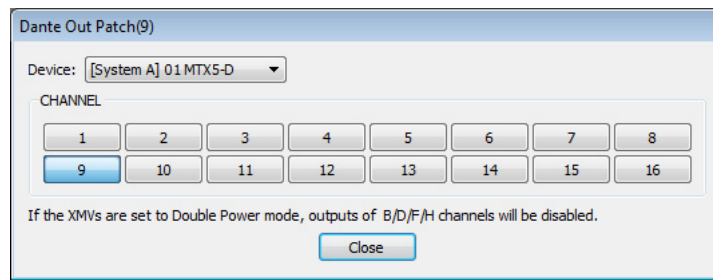 Dante Out Patch(9)
Device: [System A] 01 MTX5-D
CHANNEL
1 2 3 4 5 6 7 8
9 10 11 12 13 14 15 16
If the XMVs are set to Double Power mode, outputs of B/D/F/H channels will be disabled.
Close